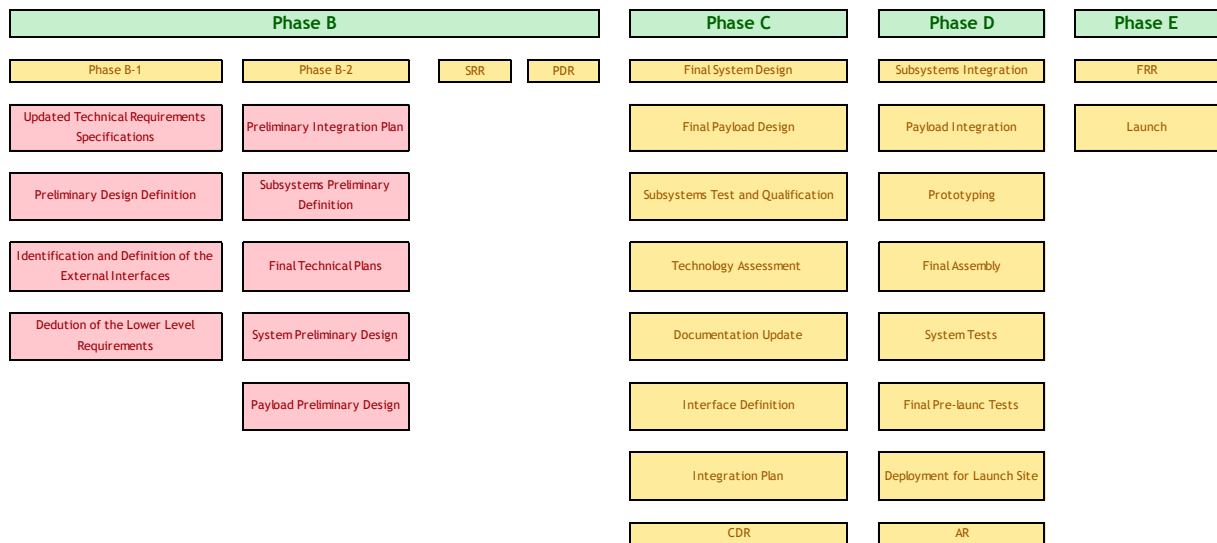 Phase B
Phase C
Phase D
Phase E
Phase B-1
Phase B-2
SRR
PDR
Final System Design
Subsystems Integration
FRR
Updated Technical Requirements
Specifications
Preliminary Integration Plan
Final Payload Design
Payload Integration
Launch
Preliminary Design Definition
Subsystems Preliminary
Definition
Subsystems Test and Qualification
Prototyping
Identification and Definition of the
External Interfaces
Final Technical Plans
Technology Assessment
Final Assembly
Dedution of the Lower Level
Requirements
System Preliminary Design
Documentation Update
System Tests
Payload Preliminary Design
Interface Definition
Final Pre-launc Tests
Integration Plan
Deployment for Launch Site
CDR
AR